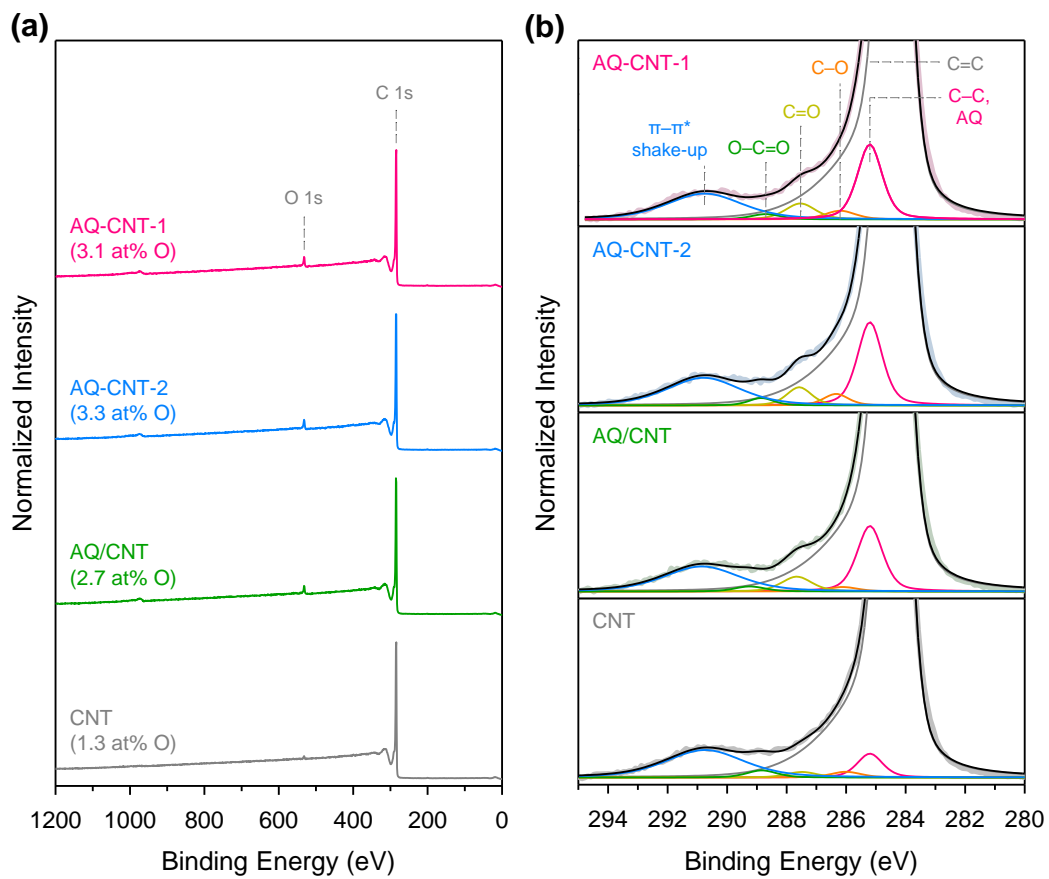 (a)
C 1s
O 1s
AQ-CNT-1
(3.1 at% O)
AQ-CNT-2
(3.3 at% O)
AQ/CNT
(2.7 at% O)
CNT
(1.3 at% O)
Normalized Intensity
1200 1000 800 600 400 200 0
Binding Energy (eV)
(b)
AQ-CNT-1
C–O
C=C
C=O
C–C,
AQ
π–π*
shake-up
O–C=O
AQ-CNT-2
AQ/CNT
CNT
Normalized Intensity
294 292 290 288 286 284 282 280
Binding Energy (eV)